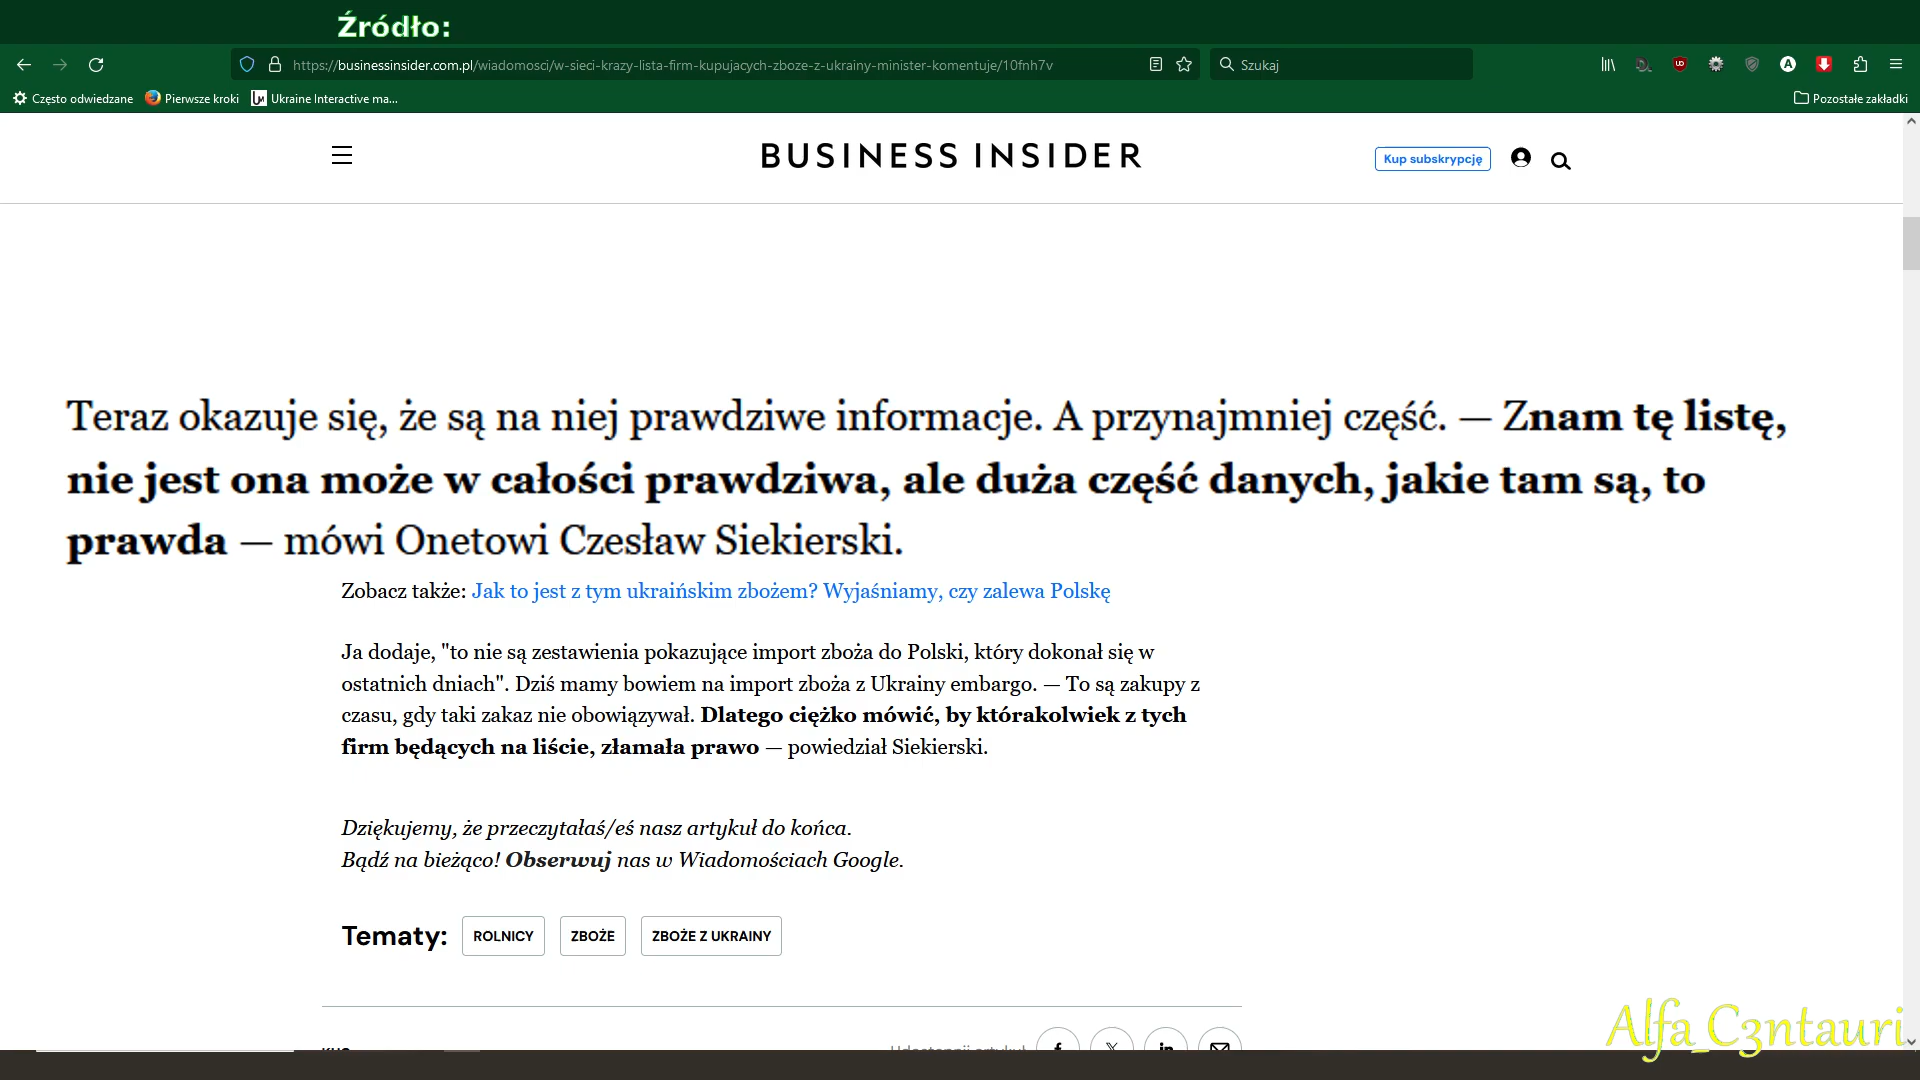 Źródło:
https://businessinsider.com.pl/wiadomosci/w-sieci-krazy-lista-firm-kupujacych-zboze-z-ukrainy-minister-komentuje/10fnh7v
Szukaj
Często odwiedzane
Pierwsze kroki
Ukraine Interactive ma...
Pozostałe zakładki
BUSINESS INSIDER
Kup subskrypcję
Teraz okazuje się, że są na niej prawdziwe informacje. A przynajmniej część. — Znam tę listę,
nie jest ona może w całości prawdziwa, ale duża część danych, jakie tam są, to
prawda — mówi Onetowi Czesław Siekierski.
Zobacz także: Jak to jest z tym ukraińskim zbożem? Wyjaśniamy, czy zalewa Polskę
Ja dodaje, "to nie są zestawienia pokazujące import zboża do Polski, który dokonał się w
ostatnich dniach". Dziś mamy bowiem na import zboża z Ukrainy embargo. — To są zakupy z
czasu, gdy taki zakaz nie obowiązywał. Dlatego ciężko mówić, by którakolwiek z tych
firm będących na liście, złamała prawo — powiedział Siekierski.
Dziękujemy, że przeczytałaś/eś nasz artykuł do końca.
Bądź na bieżąco! Obserwuj nas w Wiadomościach Google.
Tematy:
ROLNICY
ZBOŻE
ZBOŻE Z UKRAINY
Alfa_C3ntauri